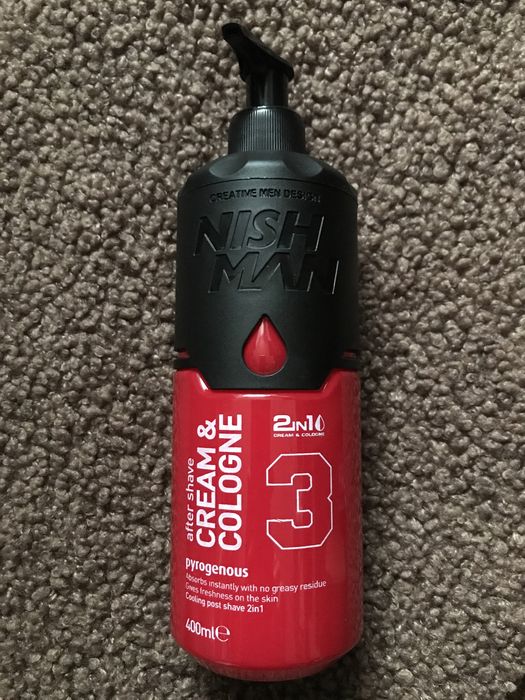 CREATIVE MEN DESIGN
NISH
MAN
2IN1
CREAM & COLOGNE
3
after shave
CREAM &
COLOGNE
pyrogenous
Absorbs instantly with no greasy residue
Gives freshness on the skin
Cooling post shave 2in1
400ml℮